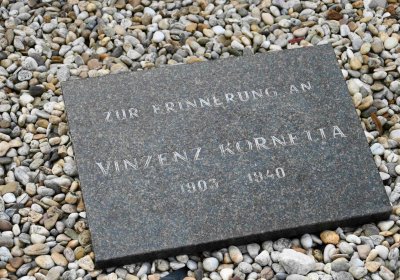 ZUR ERINNERUNG AN
VINZENZ KORNETTA
1903 1940